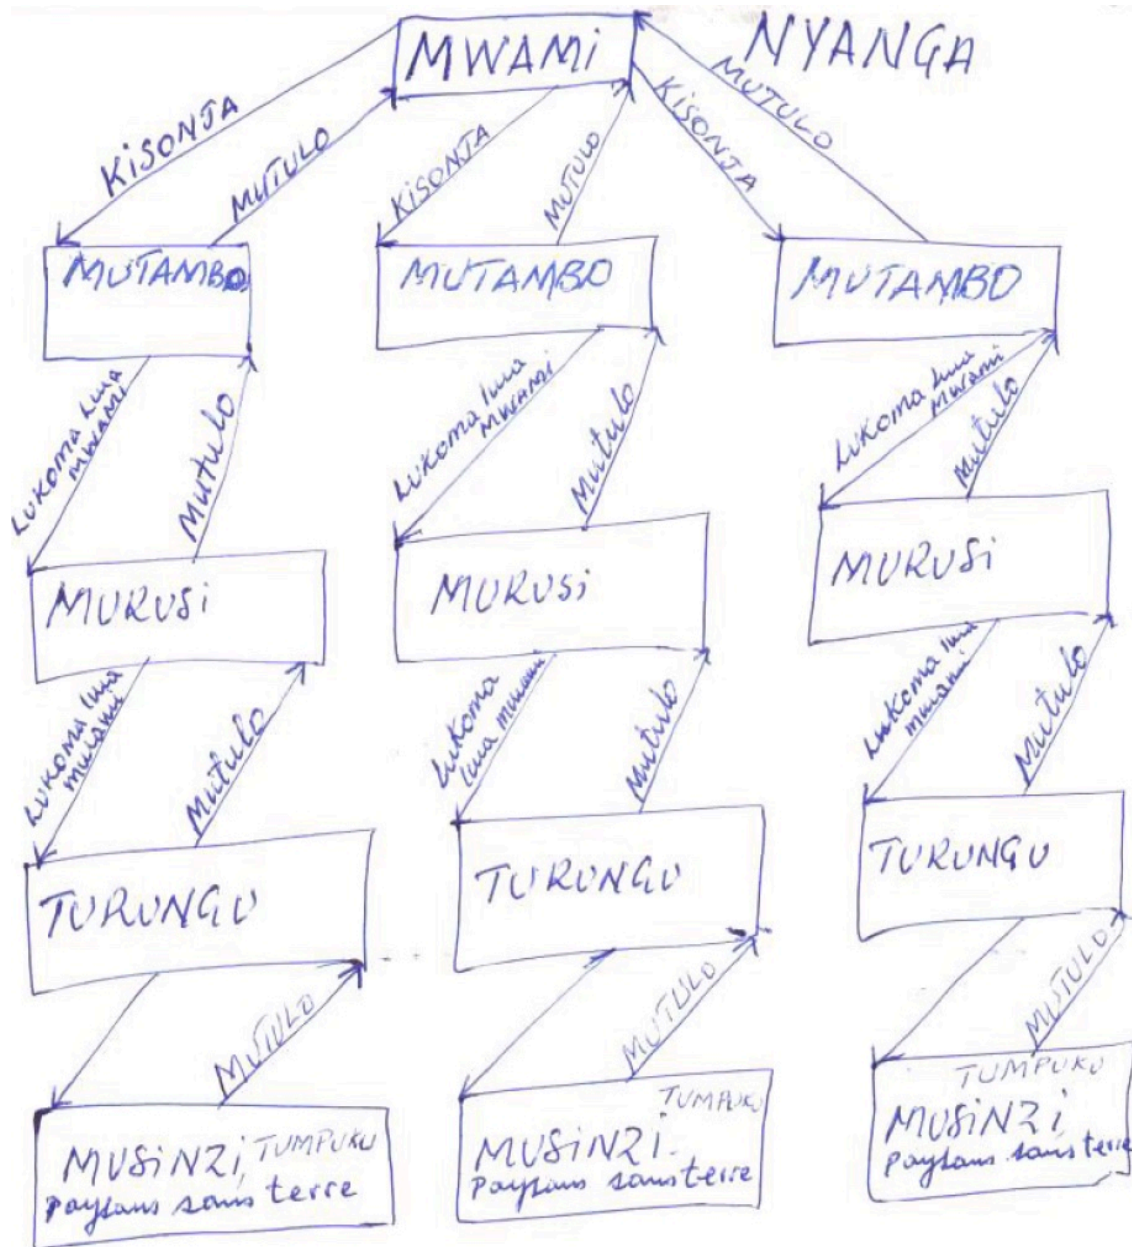 MWAMI
NYANGA
KISONJA
MUTULO
KISONJA
MUTULO
KISONJA
MUTULO
MUTAMBO
MUTAMBO
MUTAMBO
LUKOMA lwa
MWAMI
Mutulo
LUKOMA lwa
MWAMI
Mutulo
LUKOMA lwa
Mwami
Mutulo
MURUSI
MURUSI
MURUSI
LUKOMA lwa
mwami
Mutulo
Lukoma
lwa mwami
Mutulo
LUKOMA lwa
mwami
Mutulo
TURUNGU
TURUNGU
TURUNGU
MUTULO
MUTULO
MUTULO
MUSINZI, TUMPUKU
paysans sans terre
TUMPUKU
MUSINZI.
paysans sans terre
TUMPUKU
MUSINZI,
paysans sans terre